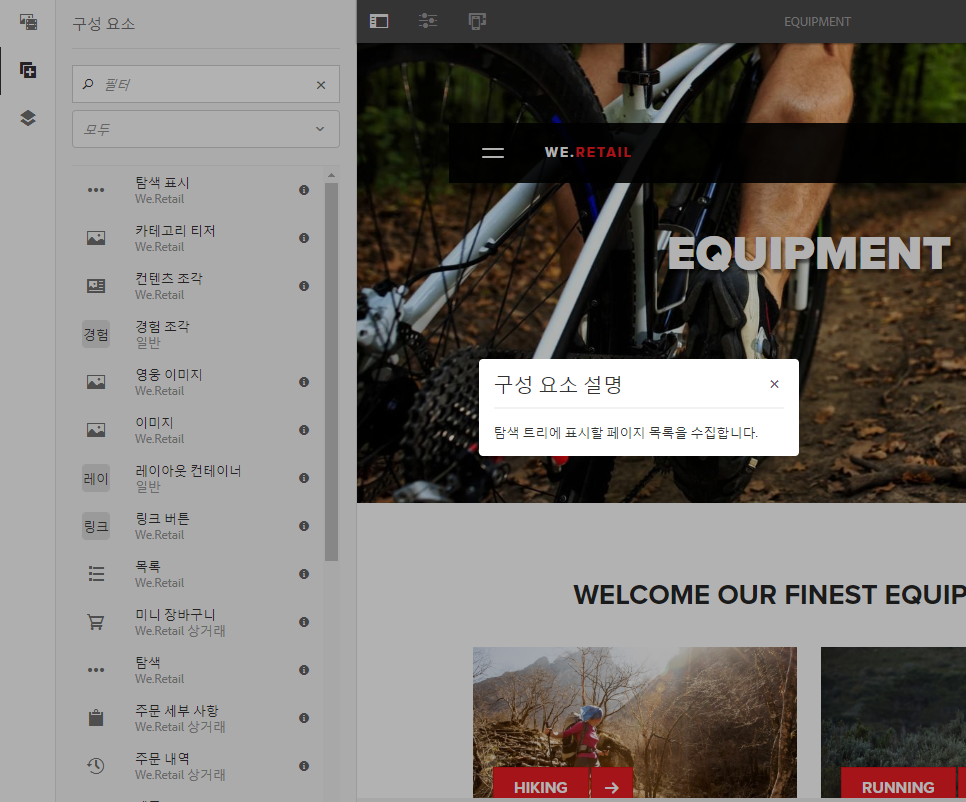 구성 요소
필터
모두
탐색 표시
We.Retail
카테고리 티저
We.Retail
컨텐츠 조각
We.Retail
경험
경험 조각
일반
영웅 이미지
We.Retail
이미지
We.Retail
레이
레이아웃 컨테이너
일반
링크
링크 버튼
We.Retail
목록
We.Retail
미니 장바구니
We.Retail 상거래
탐색
We.Retail
주문 세부 사항
We.Retail 상거래
주문 내역
We.Retail 상거래
EQUIPMENT
WE.RETAIL
EQUIPMENT
구성 요소 설명
탐색 트리에 표시할 페이지 목록을 수집합니다.
WELCOME OUR FINEST EQUIP
HIKING
RUNNING